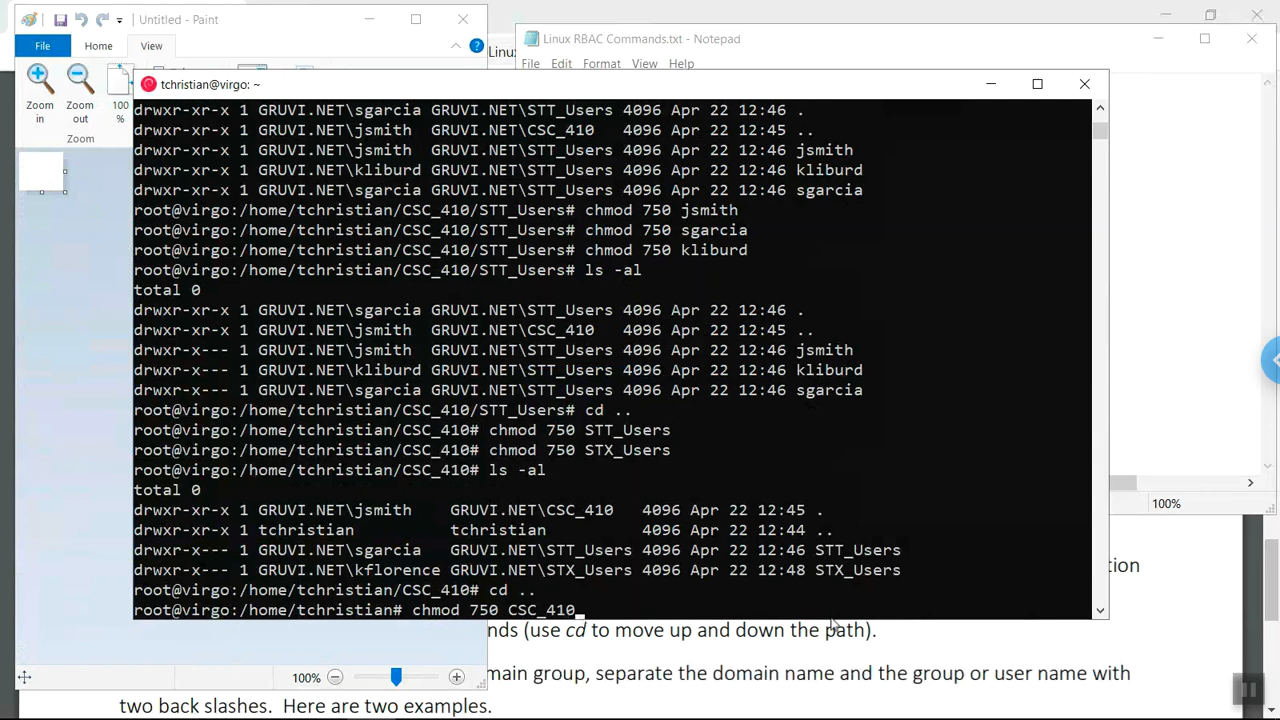 Untitled - Paint
File Home View
Zoom in
Zoom out
100 %
Zoom
100%
Linux
Linux RBAC Commands.txt - Notepad
File Edit Format View Help
100%
tchristian@virgo: ~
drwxr-xr-x 1 GRUVI.NET\sgarcia GRUVI.NET\STT_Users 4096 Apr 22 12:46 .
drwxr-xr-x 1 GRUVI.NET\jsmith GRUVI.NET\CSC_410 4096 Apr 22 12:45 ..
drwxr-xr-x 1 GRUVI.NET\jsmith GRUVI.NET\STT_Users 4096 Apr 22 12:46 jsmith
drwxr-xr-x 1 GRUVI.NET\kliburd GRUVI.NET\STT_Users 4096 Apr 22 12:46 kliburd
drwxr-xr-x 1 GRUVI.NET\sgarcia GRUVI.NET\STT_Users 4096 Apr 22 12:46 sgarcia
root@virgo:/home/tchristian/CSC_410/STT_Users# chmod 750 jsmith
root@virgo:/home/tchristian/CSC_410/STT_Users# chmod 750 sgarcia
root@virgo:/home/tchristian/CSC_410/STT_Users# chmod 750 kliburd
root@virgo:/home/tchristian/CSC_410/STT_Users# ls -al
total 0
drwxr-xr-x 1 GRUVI.NET\sgarcia GRUVI.NET\STT_Users 4096 Apr 22 12:46 .
drwxr-xr-x 1 GRUVI.NET\jsmith GRUVI.NET\CSC_410 4096 Apr 22 12:45 ..
drwxr-x--- 1 GRUVI.NET\jsmith GRUVI.NET\STT_Users 4096 Apr 22 12:46 jsmith
drwxr-x--- 1 GRUVI.NET\kliburd GRUVI.NET\STT_Users 4096 Apr 22 12:46 kliburd
drwxr-x--- 1 GRUVI.NET\sgarcia GRUVI.NET\STT_Users 4096 Apr 22 12:46 sgarcia
root@virgo:/home/tchristian/CSC_410/STT_Users# cd ..
root@virgo:/home/tchristian/CSC_410# chmod 750 STT_Users
root@virgo:/home/tchristian/CSC_410# chmod 750 STX_Users
root@virgo:/home/tchristian/CSC_410# ls -al
total 0
drwxr-xr-x 1 GRUVI.NET\jsmith GRUVI.NET\CSC_410 4096 Apr 22 12:45 .
drwxr-xr-x 1 tchristian tchristian 4096 Apr 22 12:44 ..
drwxr-x--- 1 GRUVI.NET\sgarcia GRUVI.NET\STT_Users 4096 Apr 22 12:46 STT_Users
drwxr-x--- 1 GRUVI.NET\kflorence GRUVI.NET\STX_Users 4096 Apr 22 12:48 STX_Users
root@virgo:/home/tchristian/CSC_410# cd ..
root@virgo:/home/tchristian# chmod 750 CSC_410
tion
nds (use cd to move up and down the path).
main group, separate the domain name and the group or user name with
two back slashes. Here are two examples.